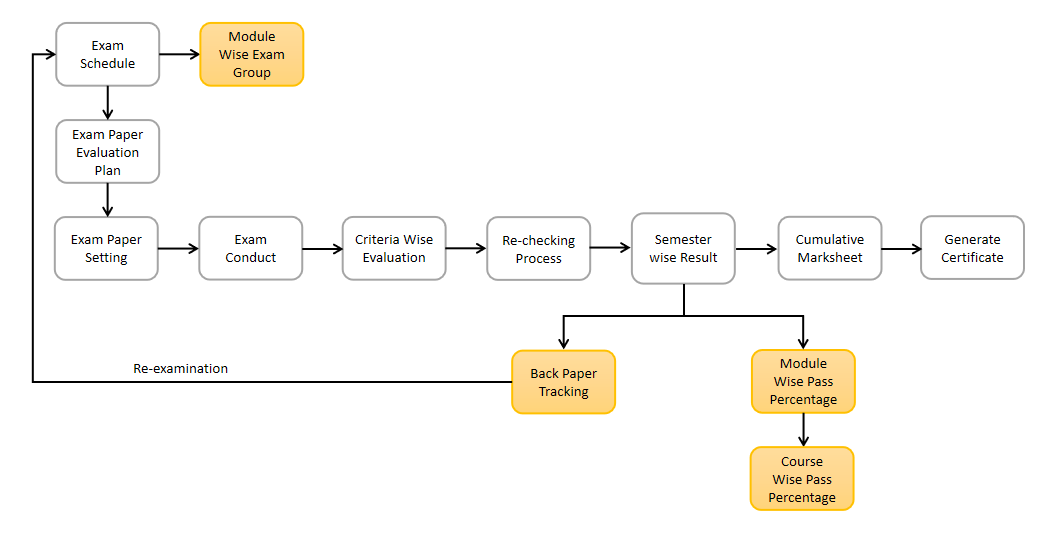 Exam
Schedule
Module
Wise Exam
Group
Exam Paper
Evaluation
Plan
Exam Paper
Setting
Exam
Conduct
Criteria Wise
Evaluation
Re-checking
Process
Semester
wise Result
Cumulative
Marksheet
Generate
Certificate
Re-examination
Back Paper
Tracking
Module
Wise Pass
Percentage
Course
Wise Pass
Percentage